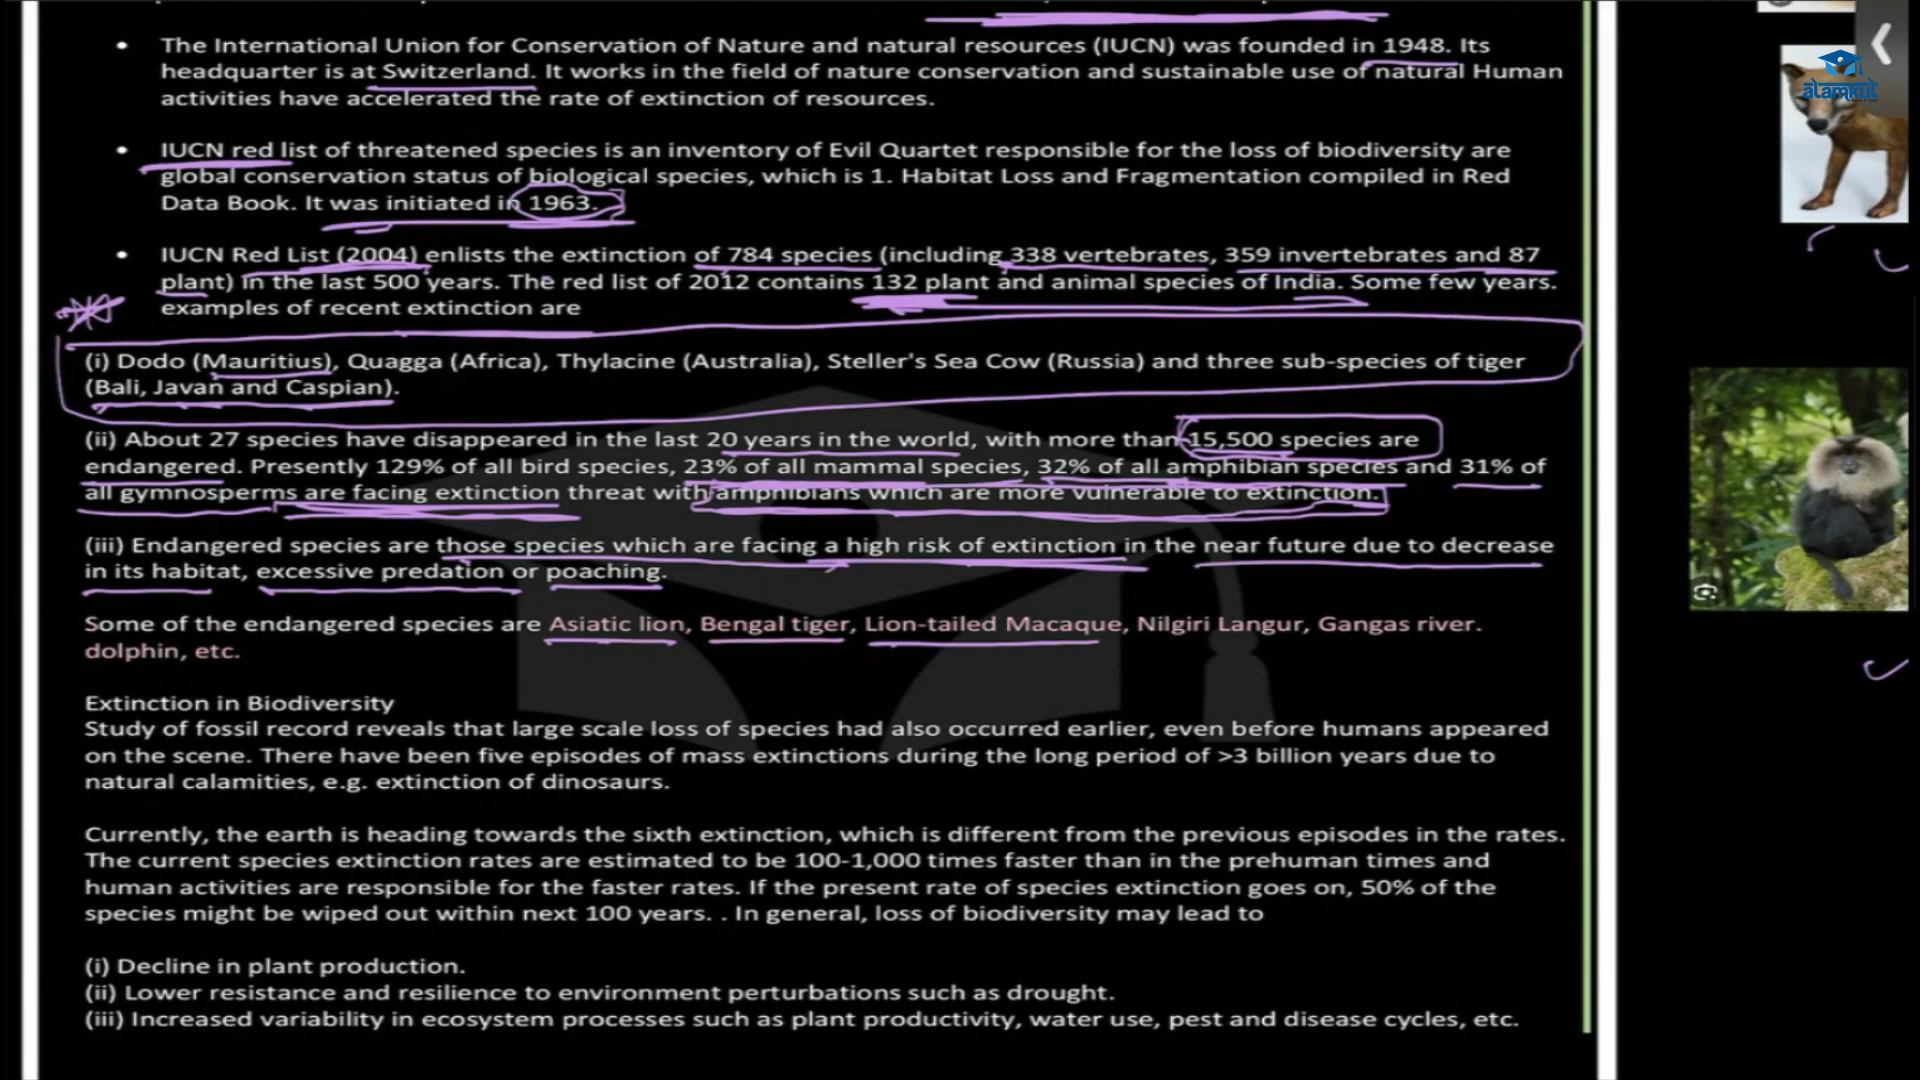 The International Union for Conservation of Nature and natural resources (IUCN) was founded in 1948. Its
headquarter is at Switzerland. It works in the field of nature conservation and sustainable use of natural Human
activities have accelerated the rate of extinction of resources.
IUCN red list of threatened species is an inventory of Evil Quartet responsible for the loss of biodiversity are
global conservation status of biological species, which is 1. Habitat Loss and Fragmentation compiled in Red
Data Book. It was initiated in 1963.
IUCN Red List (2004) enlists the extinction of 784 species (including 338 vertebrates, 359 invertebrates and 87
plant) in the last 500 years. The red list of 2012 contains 132 plant and animal species of India. Some few years.
examples of recent extinction are
(i) Dodo (Mauritius), Quagga (Africa), Thylacine (Australia), Steller's Sea Cow (Russia) and three sub-species of tiger
(Bali, Javan and Caspian).
(ii) About 27 species have disappeared in the last 20 years in the world, with more than 15,500 species are
endangered. Presently 129% of all bird species, 23% of all mammal species, 32% of all amphibian species and 31% of
all gymnosperms are facing extinction threat with amphibians which are more vulnerable to extinction.
(iii) Endangered species are those species which are facing a high risk of extinction in the near future due to decrease
in its habitat, excessive predation or poaching.
Some of the endangered species are Asiatic lion, Bengal tiger, Lion-tailed Macaque, Nilgiri Langur, Gangas river.
dolphin, etc.
Extinction in Biodiversity
Study of fossil record reveals that large scale loss of species had also occurred earlier, even before humans appeared
on the scene. There have been five episodes of mass extinctions during the long period of >3 billion years due to
natural calamities, e.g. extinction of dinosaurs.
Currently, the earth is heading towards the sixth extinction, which is different from the previous episodes in the rates.
The current species extinction rates are estimated to be 100-1,000 times faster than in the prehuman times and
human activities are responsible for the faster rates. If the present rate of species extinction goes on, 50% of the
species might be wiped out within next 100 years. . In general, loss of biodiversity may lead to
(i) Decline in plant production.
(ii) Lower resistance and resilience to environment perturbations such as drought.
(iii) Increased variability in ecosystem processes such as plant productivity, water use, pest and disease cycles, etc.
alamkut